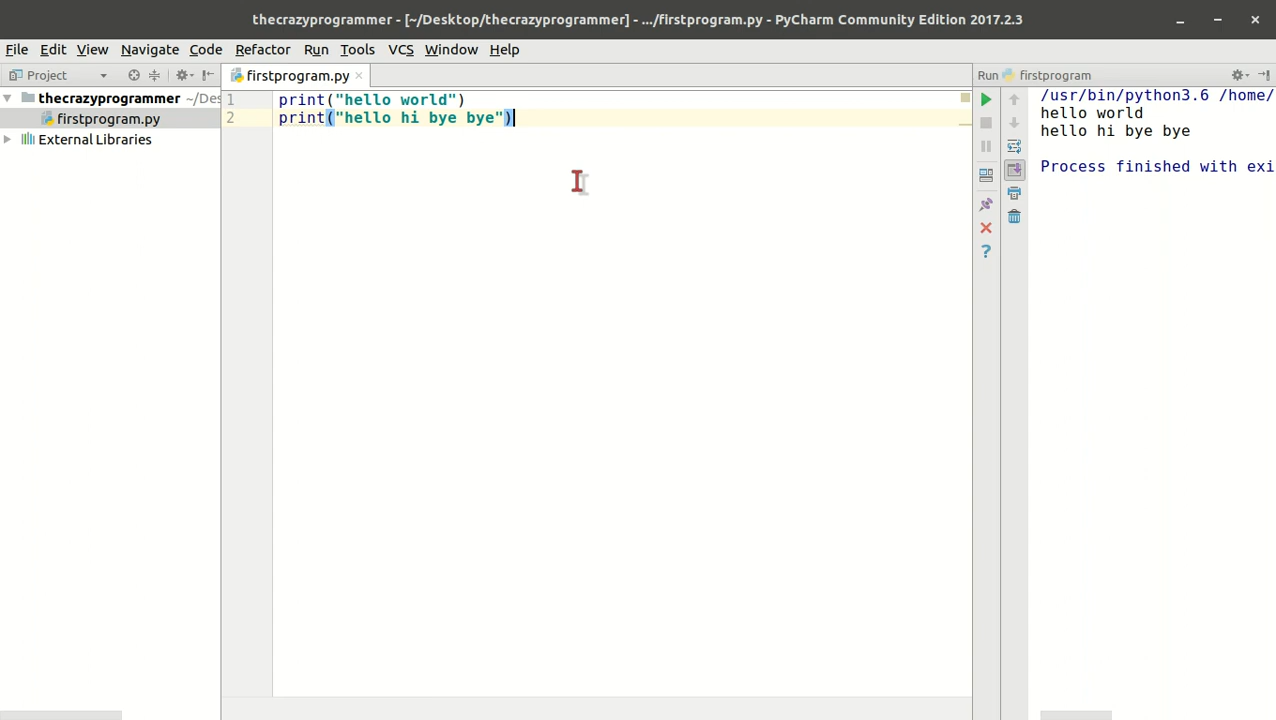 thecrazyprogrammer - [~/Desktop/thecrazyprogrammer] - .../firstprogram.py - PyCharm Community Edition 2017.2.3
File Edit View Navigate Code Refactor Run Tools VCS Window Help
Project
firstprogram.py
Run firstprogram
thecrazyprogrammer ~/Des
firstprogram.py
External Libraries
1 print("hello world")
2 print("hello hi bye bye")
/usr/bin/python3.6 /home/
hello world
hello hi bye bye
Process finished with exi